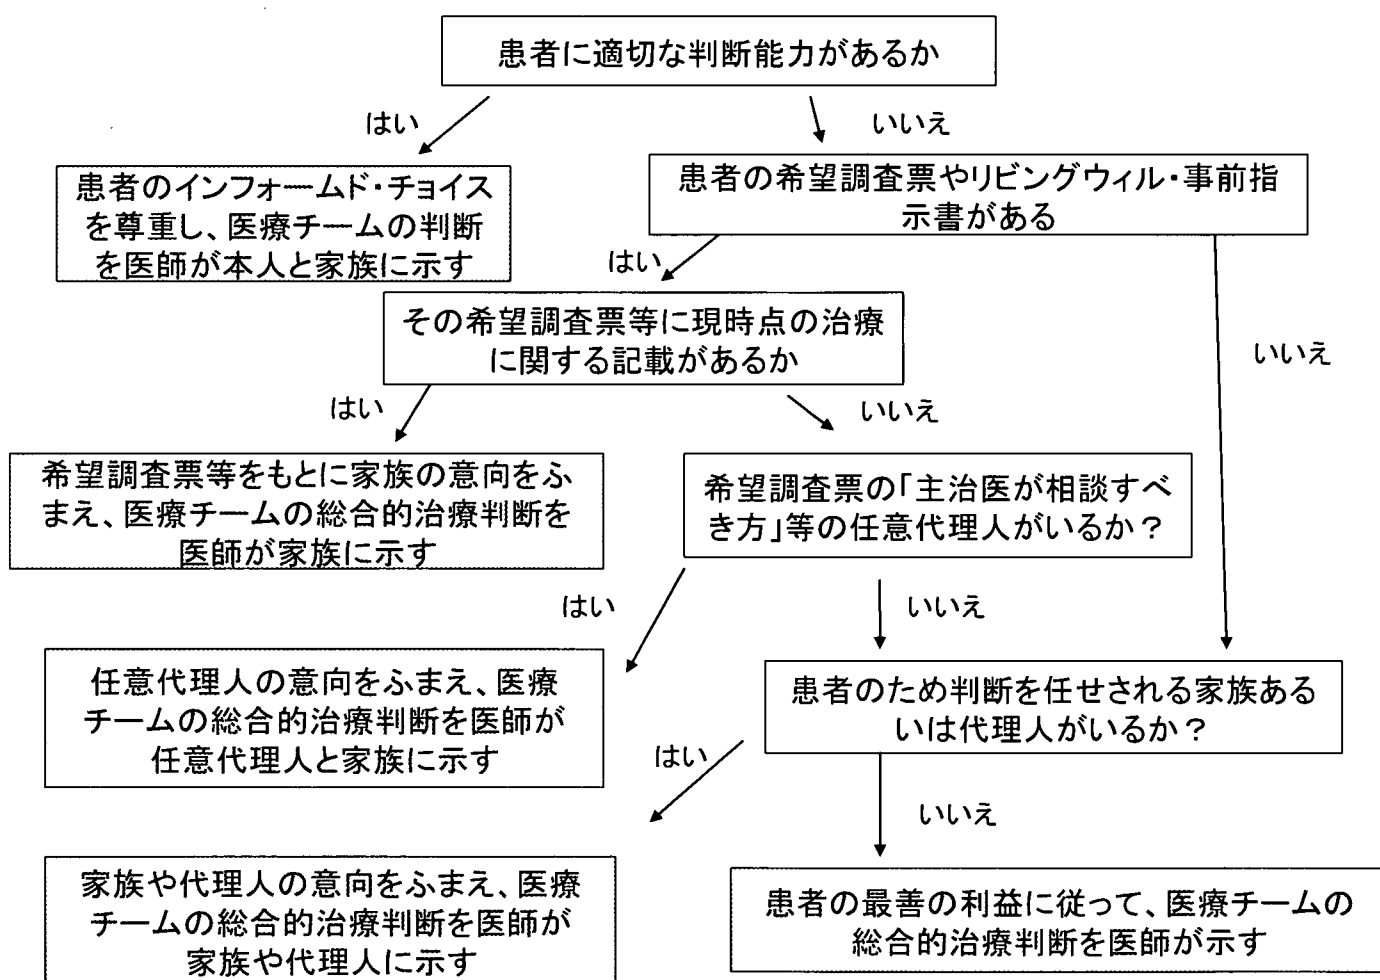 患者に適切な判断能力があるか
はい
いいえ
患者のインフォームド・チョイス
を尊重し、医療チームの判断
を医師が本人と家族に示す
患者の希望調査票やリビングウィル・事前指
示書がある
はい
その希望調査票等に現時点の治療
に関する記載があるか
いいえ
はい
いいえ
希望調査票等をもとに家族の意向をふ
まえ、医療チームの総合的治療判断を
医師が家族に示す
希望調査票の「主治医が相談すべ
き方」等の任意代理人がいるか?
はい
いいえ
任意代理人の意向をふまえ、医療
チームの総合的治療判断を医師が
任意代理人と家族に示す
患者のため判断を任せされる家族ある
いは代理人がいるか?
はい
いいえ
家族や代理人の意向をふまえ、医療
チームの総合的治療判断を医師が
家族や代理人に示す
患者の最善の利益に従って、医療チームの
総合的治療判断を医師が示す